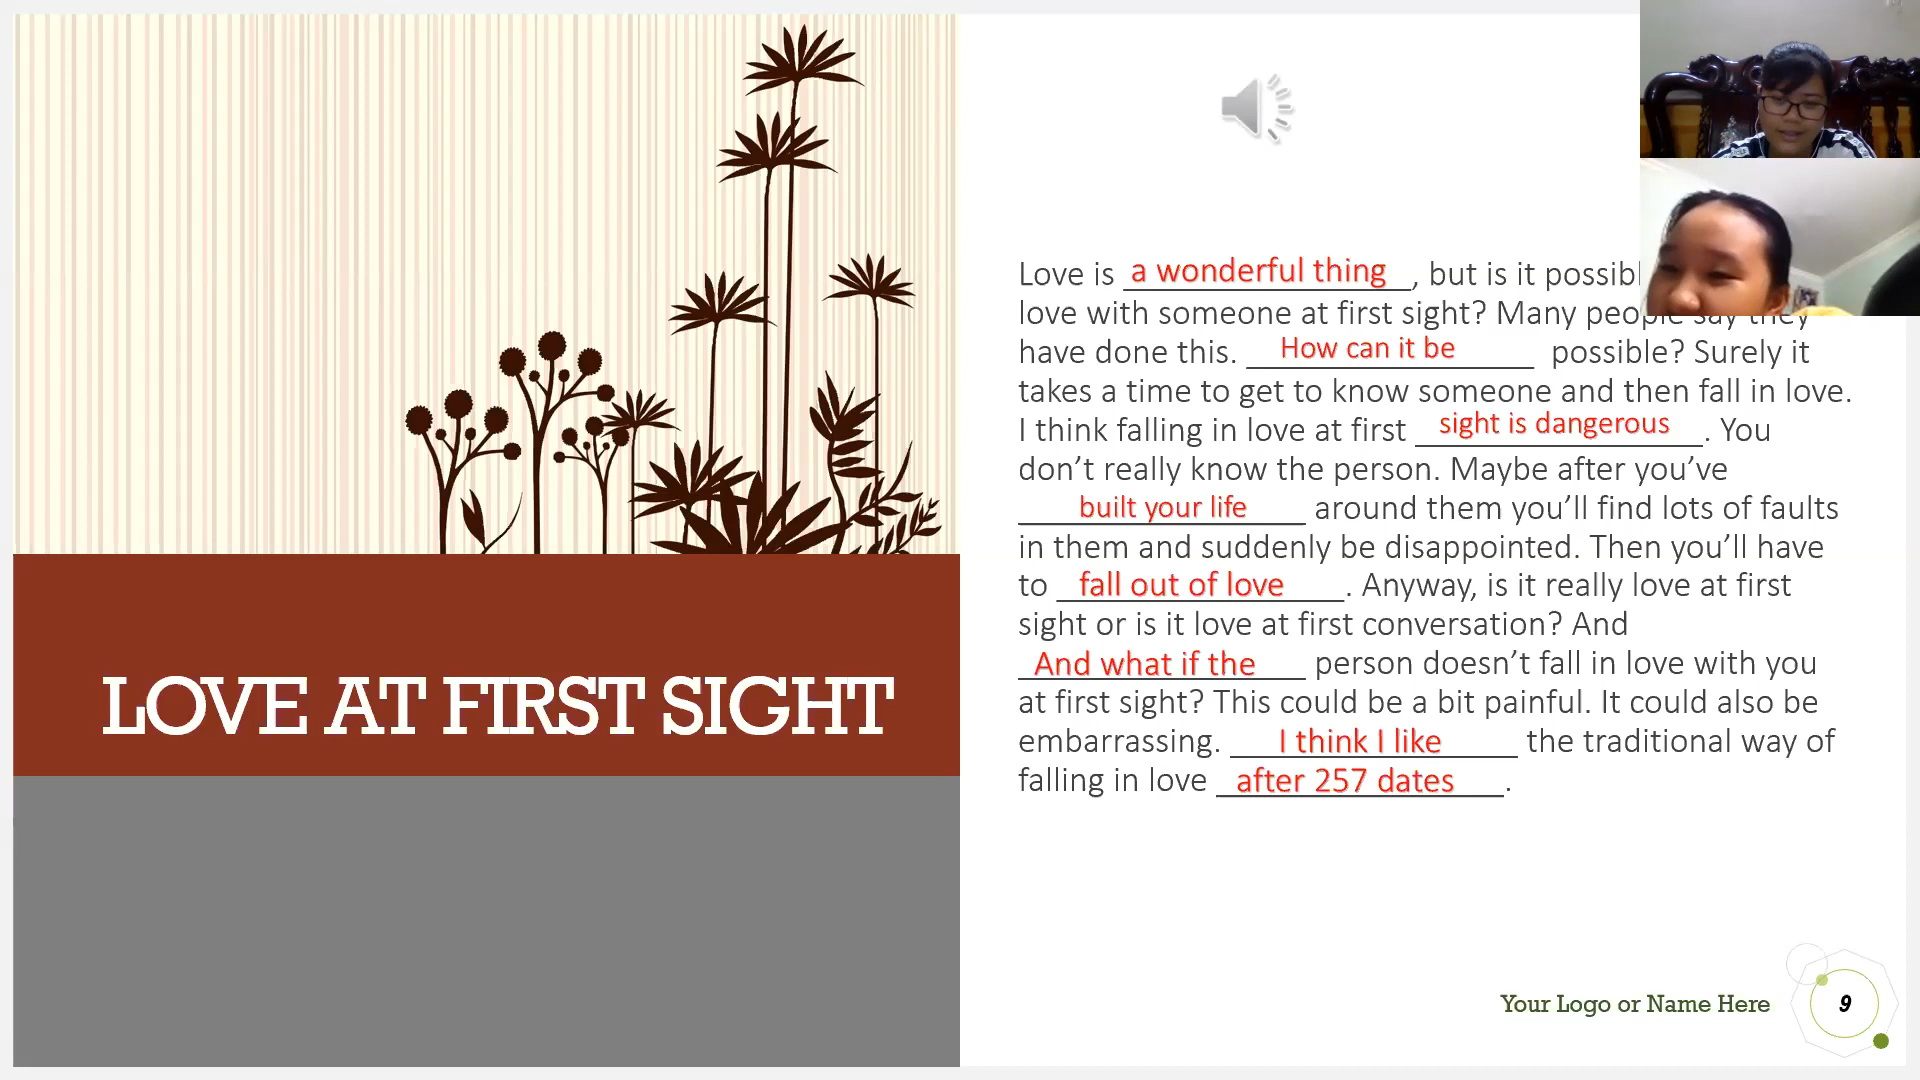 LOVE AT FIRST SIGHT
Love is a wonderful thing, but is it possibl
love with someone at first sight? Many people say they
have done this. How can it be possible? Surely it
takes a time to get to know someone and then fall in love.
I think falling in love at first sight is dangerous. You
don’t really know the person. Maybe after you’ve
built your life around them you’ll find lots of faults
in them and suddenly be disappointed. Then you’ll have
to fall out of love. Anyway, is it really love at first
sight or is it love at first conversation? And
And what if the person doesn’t fall in love with you
at first sight? This could be a bit painful. It could also be
embarrassing. I think I like the traditional way of
falling in love after 257 dates.
Your Logo or Name Here
9